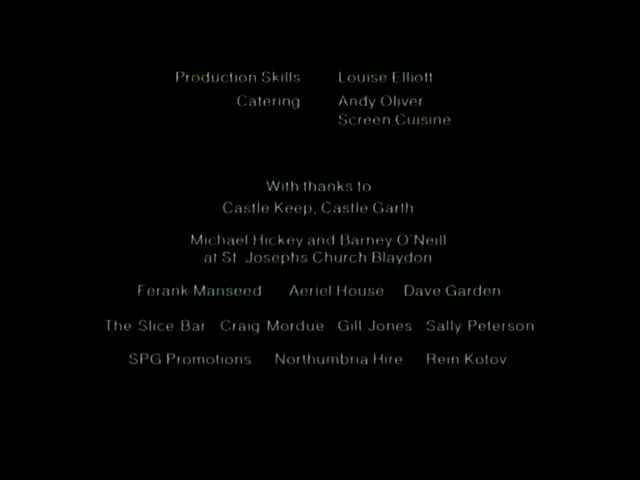 Production Skills Louise Elliott
Catering Andy Oliver
Screen Cuisine
With thanks to
Castle Keep, Castle Garth
Michael Hickey and Barney O'Neill
at St. Josephs Church Blaydon
Ferank Manseed Aeriel House Dave Garden
The Slice Bar Craig Mordue Gill Jones Sally Peterson
SPG Promotions Northumbria Hire Rein Kotov